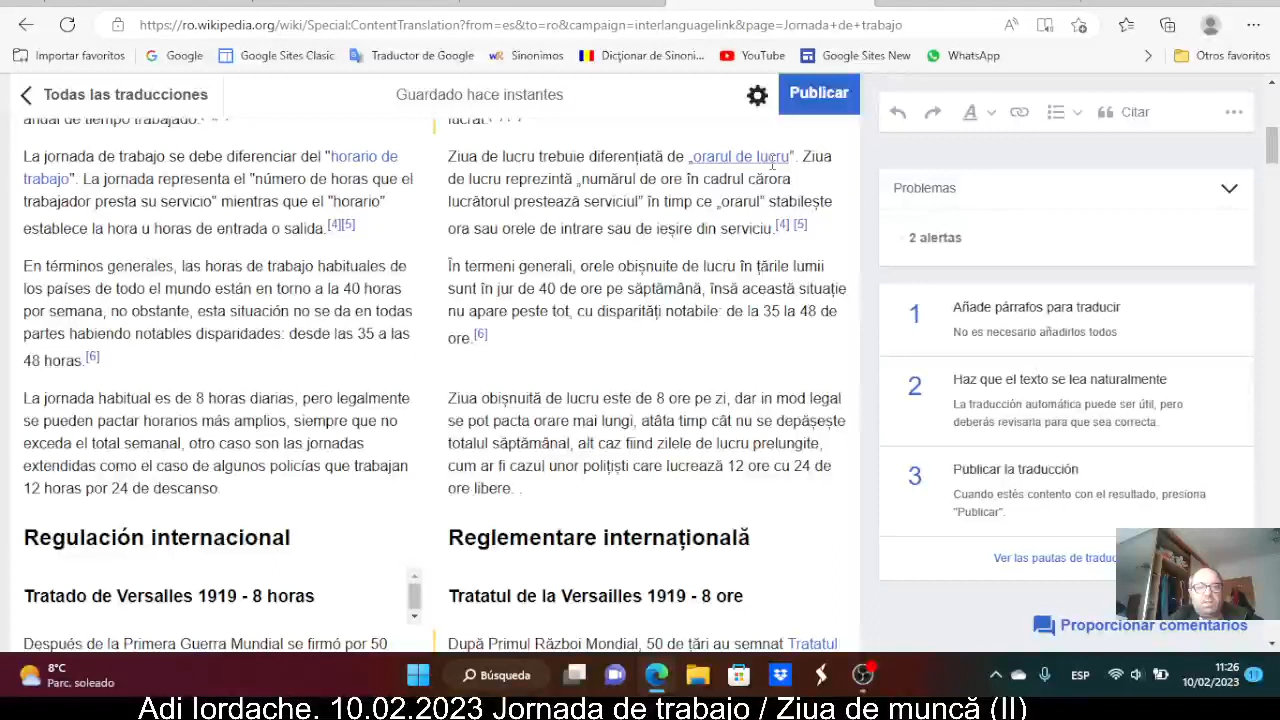 https://ro.wikipedia.org/wiki/Special:ContentTranslation?from=es&to=ro&campaign=interlanguagelink&page=Jornada+de+trabajo
Importar favoritos
Google
Google Sites Clasic
Traductor de Google
Sinonimos
Dicționar de Sinoni...
YouTube
Google Sites New
WhatsApp
Otros favoritos
Todas las traducciones
Guardado hace instantes
Publicar
Citar
anual de tiempo trabajado.
La jornada de trabajo se debe diferenciar del "horario de
trabajo". La jornada representa el "número de horas que el
trabajador presta su servicio" mientras que el "horario"
establece la hora u horas de entrada o salida.[4][5]
En términos generales, las horas de trabajo habituales de
los países de todo el mundo están en torno a la 40 horas
por semana, no obstante, esta situación no se da en todas
partes habiendo notables disparidades: desde las 35 a las
48 horas.[6]
La jornada habitual es de 8 horas diarias, pero legalmente
se pueden pactar horarios más amplios, siempre que no
exceda el total semanal, otro caso son las jornadas
extendidas como el caso de algunos policías que trabajan
12 horas por 24 de descanso.
Regulación internacional
Tratado de Versalles 1919 - 8 horas
Después de la Primera Guerra Mundial se firmó por 50
lucrat.
Ziua de lucru trebuie diferențiată de „orarul de lucru”. Ziua
de lucru reprezintă „numărul de ore în cadrul cărora
lucrătorul prestează serviciul” în timp ce „orarul” stabilește
ora sau orele de intrare sau de ieșire din serviciu.[4] [5]
În termeni generali, orele obișnuite de lucru în țările lumii
sunt în jur de 40 de ore pe săptămână, însă această situație
nu apare peste tot, cu disparități notabile: de la 35 la 48 de
ore.[6]
Ziua obișnuită de lucru este de 8 ore pe zi, dar in mod legal
se pot pacta orare mai lungi, atâta timp cât nu se depășește
totalul săptămânal, alt caz fiind zilele de lucru prelungite,
cum ar fi cazul unor polițiști care lucrează 12 ore cu 24 de
ore libere. .
Reglementare internațională
Tratatul de la Versailles 1919 - 8 ore
După Primul Război Mondial, 50 de țări au semnat Tratatul
Problemas
2 alertas
1
Añade párrafos para traducir
No es necesario añadirlos todos
2
Haz que el texto se lea naturalmente
La traducción automática puede ser útil, pero
deberás revisarla para que sea correcta.
3
Publicar la traducción
Cuando estés contento con el resultado, presiona
"Publicar".
Ver las pautas de traduc
Proporcionar comentarios
8°C
Parc. soleado
Búsqueda
ESP
11:26
10/02/2023
Adi Iordache. 10.02.2023 Jornada de trabajo / Ziua de muncă (II)